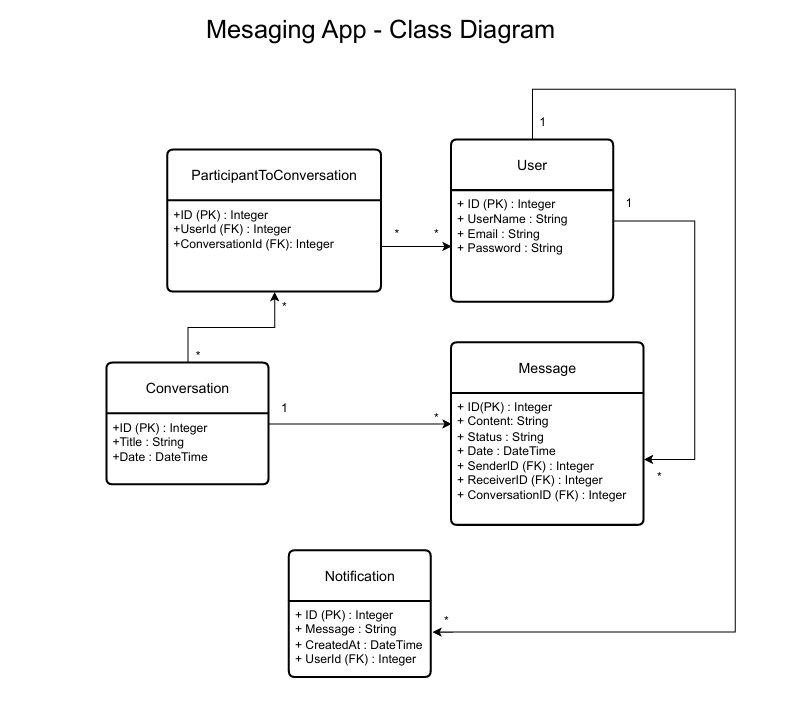 Mesaging App - Class Diagram
1
ParticipantToConversation
+ID (PK) : Integer
+UserId (FK) : Integer
+ConversationId (FK): Integer
* *
User
+ ID (PK) : Integer
+ UserName : String
+ Email : String
+ Password : String
1
*
*
Conversation
+ID (PK) : Integer
+Title : String
+Date : DateTime
1 *
Message
+ ID(PK) : Integer
+ Content: String
+ Status : String
+ Date : DateTime
+ SenderID (FK) : Integer
+ ReceiverID (FK) : Integer
+ ConversationID (FK) : Integer
*
Notification
+ ID (PK) : Integer
+ Message : String
+ CreatedAt : DateTime
+ UserId (FK) : Integer
*